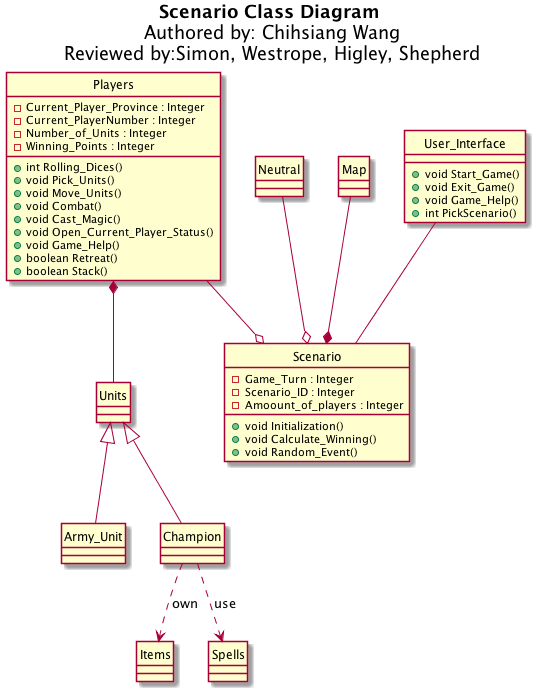 Scenario Class Diagram
Authored by: Chihsiang Wang
Reviewed by:Simon, Westrope, Higley, Shepherd
Players
Current_Player_Province : Integer
Current_PlayerNumber : Integer
Number_of_Units : Integer
Winning_Points : Integer
int Rolling_Dices()
void Pick_Units()
void Move_Units()
void Combat()
void Cast_Magic()
void Open_Current_Player_Status()
void Game_Help()
boolean Retreat()
boolean Stack()
Neutral
Map
User_Interface
void Start_Game()
void Exit_Game()
void Game_Help()
int PickScenario()
Scenario
Game_Turn : Integer
Scenario_ID : Integer
Amoount_of_players : Integer
void Initialization()
void Calculate_Winning()
void Random_Event()
Units
Army_Unit
Champion
own
use
Items
Spells